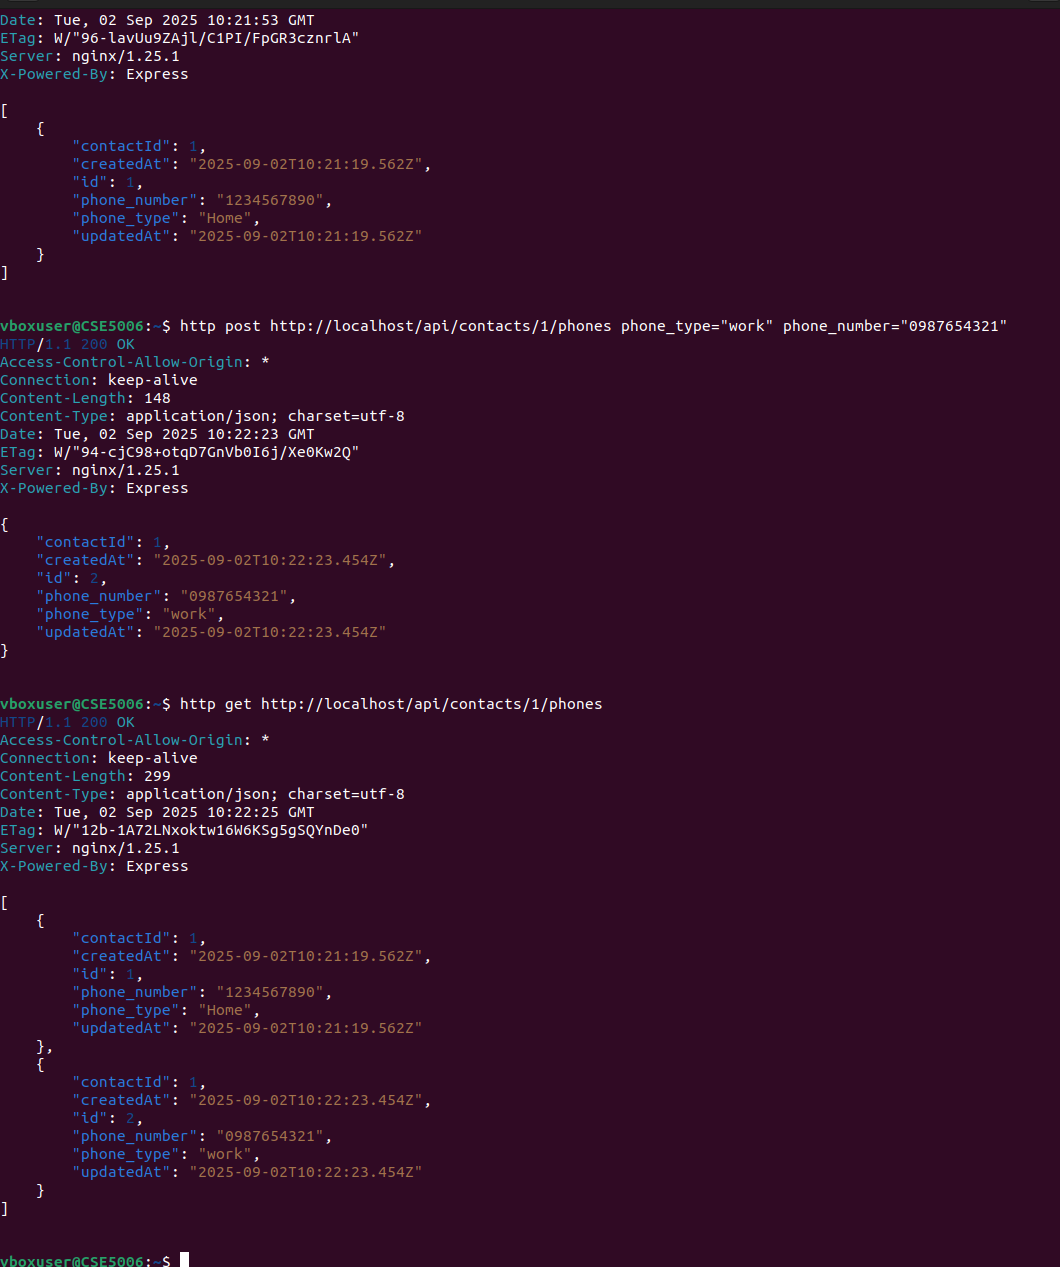 Date: Tue, 02 Sep 2025 10:21:53 GMT
ETag: W/"96-lavUu9ZAjl/C1PI/FpGR3cznrlA"
Server: nginx/1.25.1
X-Powered-By: Express
[
    {
        "contactId": 1,
        "createdAt": "2025-09-02T10:21:19.562Z",
        "id": 1,
        "phone_number": "1234567890",
        "phone_type": "Home",
        "updatedAt": "2025-09-02T10:21:19.562Z"
    }
]
vboxuser@CSE5006:~$ http post http://localhost/api/contacts/1/phones phone_type="work" phone_number="0987654321"
HTTP/1.1 200 OK
Access-Control-Allow-Origin: *
Connection: keep-alive
Content-Length: 148
Content-Type: application/json; charset=utf-8
Date: Tue, 02 Sep 2025 10:22:23 GMT
ETag: W/"94-cjC98+otqD7GnVb0I6j/Xe0Kw2Q"
Server: nginx/1.25.1
X-Powered-By: Express
{
    "contactId": 1,
    "createdAt": "2025-09-02T10:22:23.454Z",
    "id": 2,
    "phone_number": "0987654321",
    "phone_type": "work",
    "updatedAt": "2025-09-02T10:22:23.454Z"
}
vboxuser@CSE5006:~$ http get http://localhost/api/contacts/1/phones
HTTP/1.1 200 OK
Access-Control-Allow-Origin: *
Connection: keep-alive
Content-Length: 299
Content-Type: application/json; charset=utf-8
Date: Tue, 02 Sep 2025 10:22:25 GMT
ETag: W/"12b-1A72LNxoktw16W6KSg5gSQYnDe0"
Server: nginx/1.25.1
X-Powered-By: Express
[
    {
        "contactId": 1,
        "createdAt": "2025-09-02T10:21:19.562Z",
        "id": 1,
        "phone_number": "1234567890",
        "phone_type": "Home",
        "updatedAt": "2025-09-02T10:21:19.562Z"
    },
    {
        "contactId": 1,
        "createdAt": "2025-09-02T10:22:23.454Z",
        "id": 2,
        "phone_number": "0987654321",
        "phone_type": "work",
        "updatedAt": "2025-09-02T10:22:23.454Z"
    }
]
vboxuser@CSE5006:~$